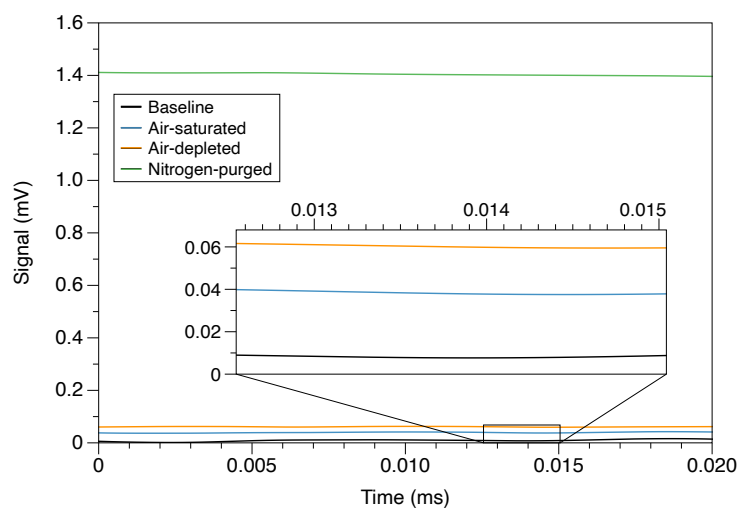 1.6
1.4
1.2
1.0
0.8
0.6
0.4
0.2
0
Signal (mV)
Baseline
Air-saturated
Air-depleted
Nitrogen-purged
0.013 0.014 0.015
0.06
0.04
0.02
0
0 0.005 0.010 0.015 0.020
Time (ms)